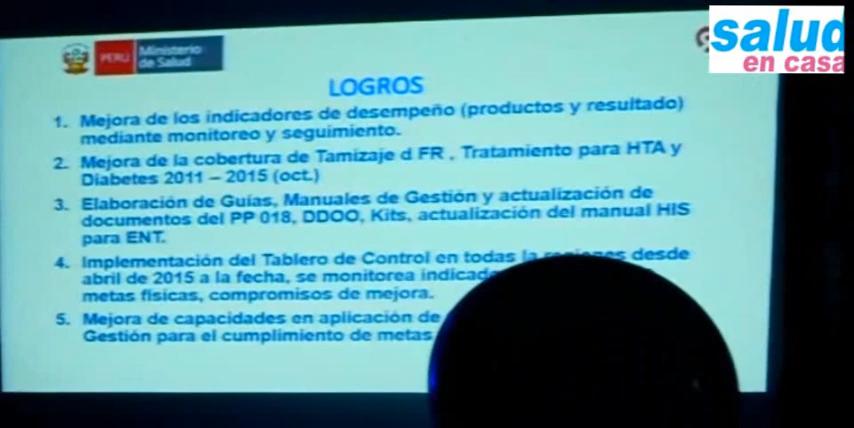 PERÚ
Ministerio
de Salud
salud
en casa
LOGROS
1. Mejora de los indicadores de desempeño (productos y resultado)
mediante monitoreo y seguimiento.
2. Mejora de la cobertura de Tamizaje d FR , Tratamiento para HTA y
Diabetes 2011 – 2015 (oct.)
3. Elaboración de Guías, Manuales de Gestión y actualización de
documentos del PP 018, DDOO, Kits, actualización del manual HIS
para ENT.
4. Implementación del Tablero de Control en todas la regiones desde
abril de 2015 a la fecha, se monitorea
metas físicas, compromisos de mejora.
5. Mejora de capacidades en aplicación de
Gestión para el cumplimiento de metas